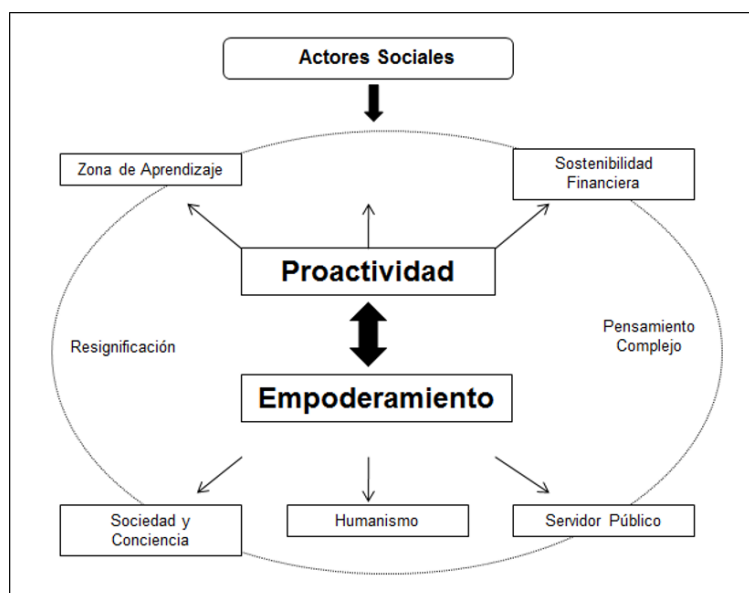 Actores Sociales
Zona de Aprendizaje
Sostenibilidad
Financiera
Proactividad
Resignificación
Pensamiento
Complejo
Empoderamiento
Sociedad y
Conciencia
Humanismo
Servidor Público